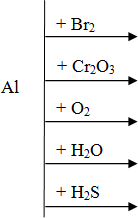 + Br2
+ Cr2O3
Al
+ O2
+ H2O
+ H2S